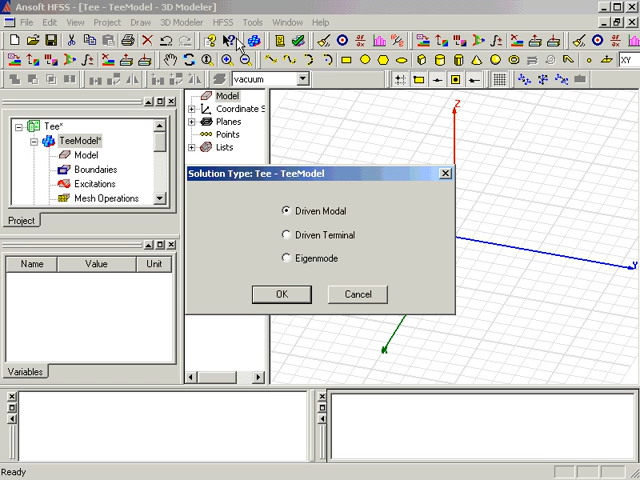 Ansoft HFSS - [Tee - TeeModel - 3D Modeler]
File Edit View Project Draw 3D Modeler HFSS Tools Window Help
XY
vacuum
Tee*
TeeModel*
Model
Boundaries
Excitations
Mesh Operations
Project
Name Value Unit
Variables
Model
Coordinate S
Planes
Points
Lists
Z
Y
X
Solution Type: Tee - TeeModel
Driven Modal
Driven Terminal
Eigenmode
OK Cancel
Ready